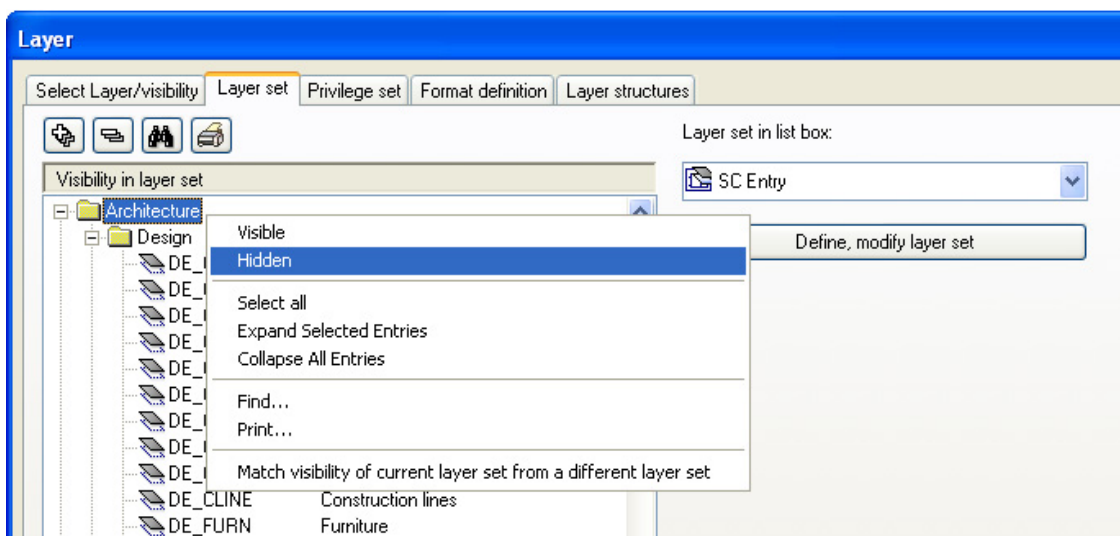 Layer
Select Layer/visibility Layer set Privilege set Format definition Layer structures
Layer set in list box:
Visibility in layer set
SC Entry
Architecture
Define, modify layer set
Design
Visible
Hidden
Select all
Expand Selected Entries
Collapse All Entries
Find...
Print...
Match visibility of current layer set from a different layer set
DE_CLINE Construction lines
DE_FURN Furniture